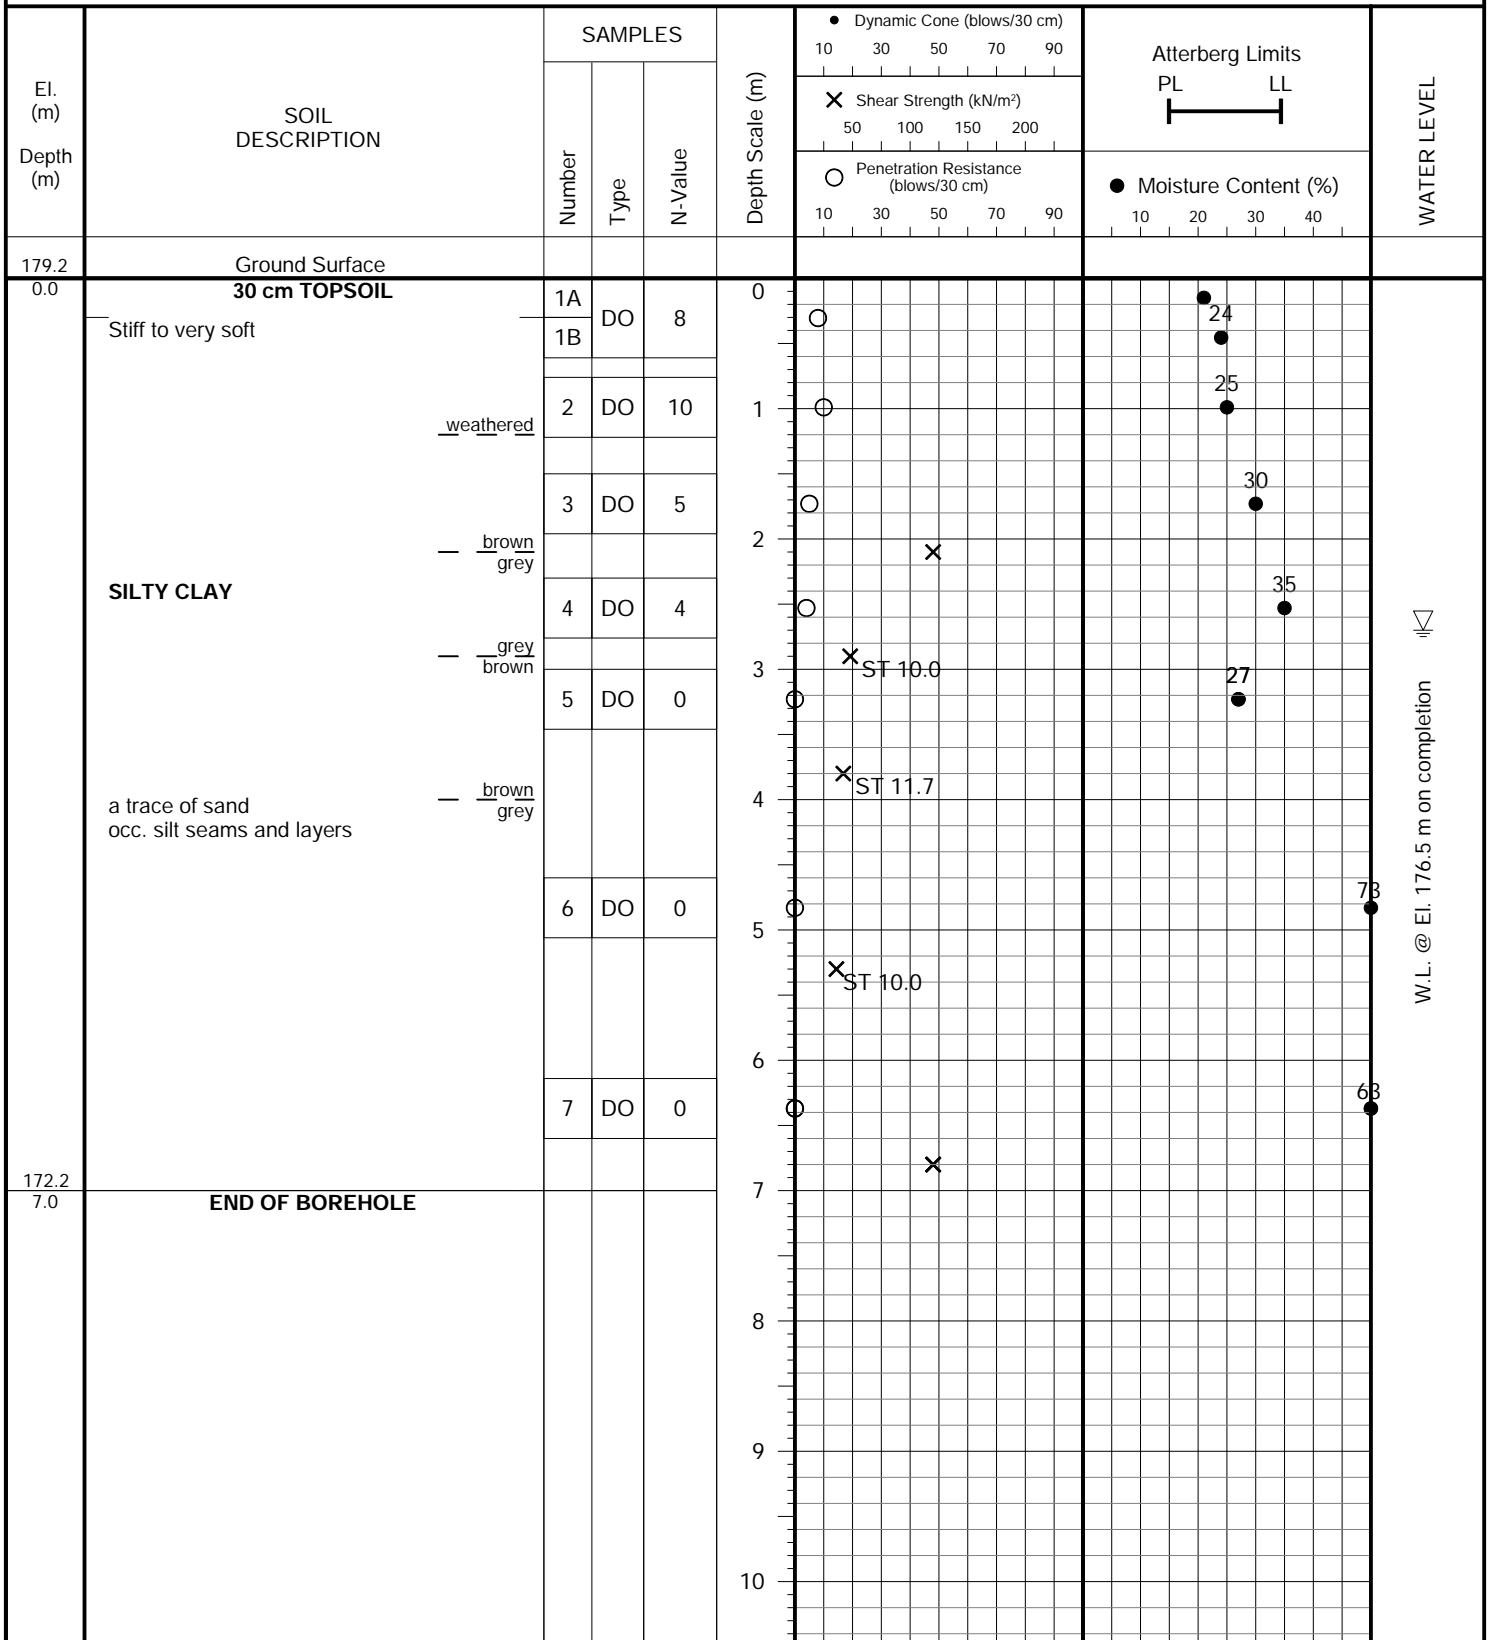 El.
(m)
Depth
(m)
SOIL
DESCRIPTION
SAMPLES
Number
Type
N-Value
Depth Scale (m)
Dynamic Cone (blows/30 cm)
10 30 50 70 90
Shear Strength (kN/m²)
50 100 150 200
Penetration Resistance
(blows/30 cm)
10 30 50 70 90
Atterberg Limits
PL LL
Moisture Content (%)
10 20 30 40
WATER LEVEL
179.2
Ground Surface
0.0
30 cm TOPSOIL
0
1A
DO
8
24
Stiff to very soft
1B
25
2 DO 10
1
weathered
30
3 DO 5
2
brown
grey
35
SILTY CLAY
4 DO 4
grey
brown
3
ST 10.0
27
5 DO 0
ST 11.7
brown
grey
4
a trace of sand
occ. silt seams and layers
73
6 DO 0
5
ST 10.0
W.L. @ El. 176.5 m on completion
6
63
7 DO 0
172.2
7.0
END OF BOREHOLE
7
8
9
10